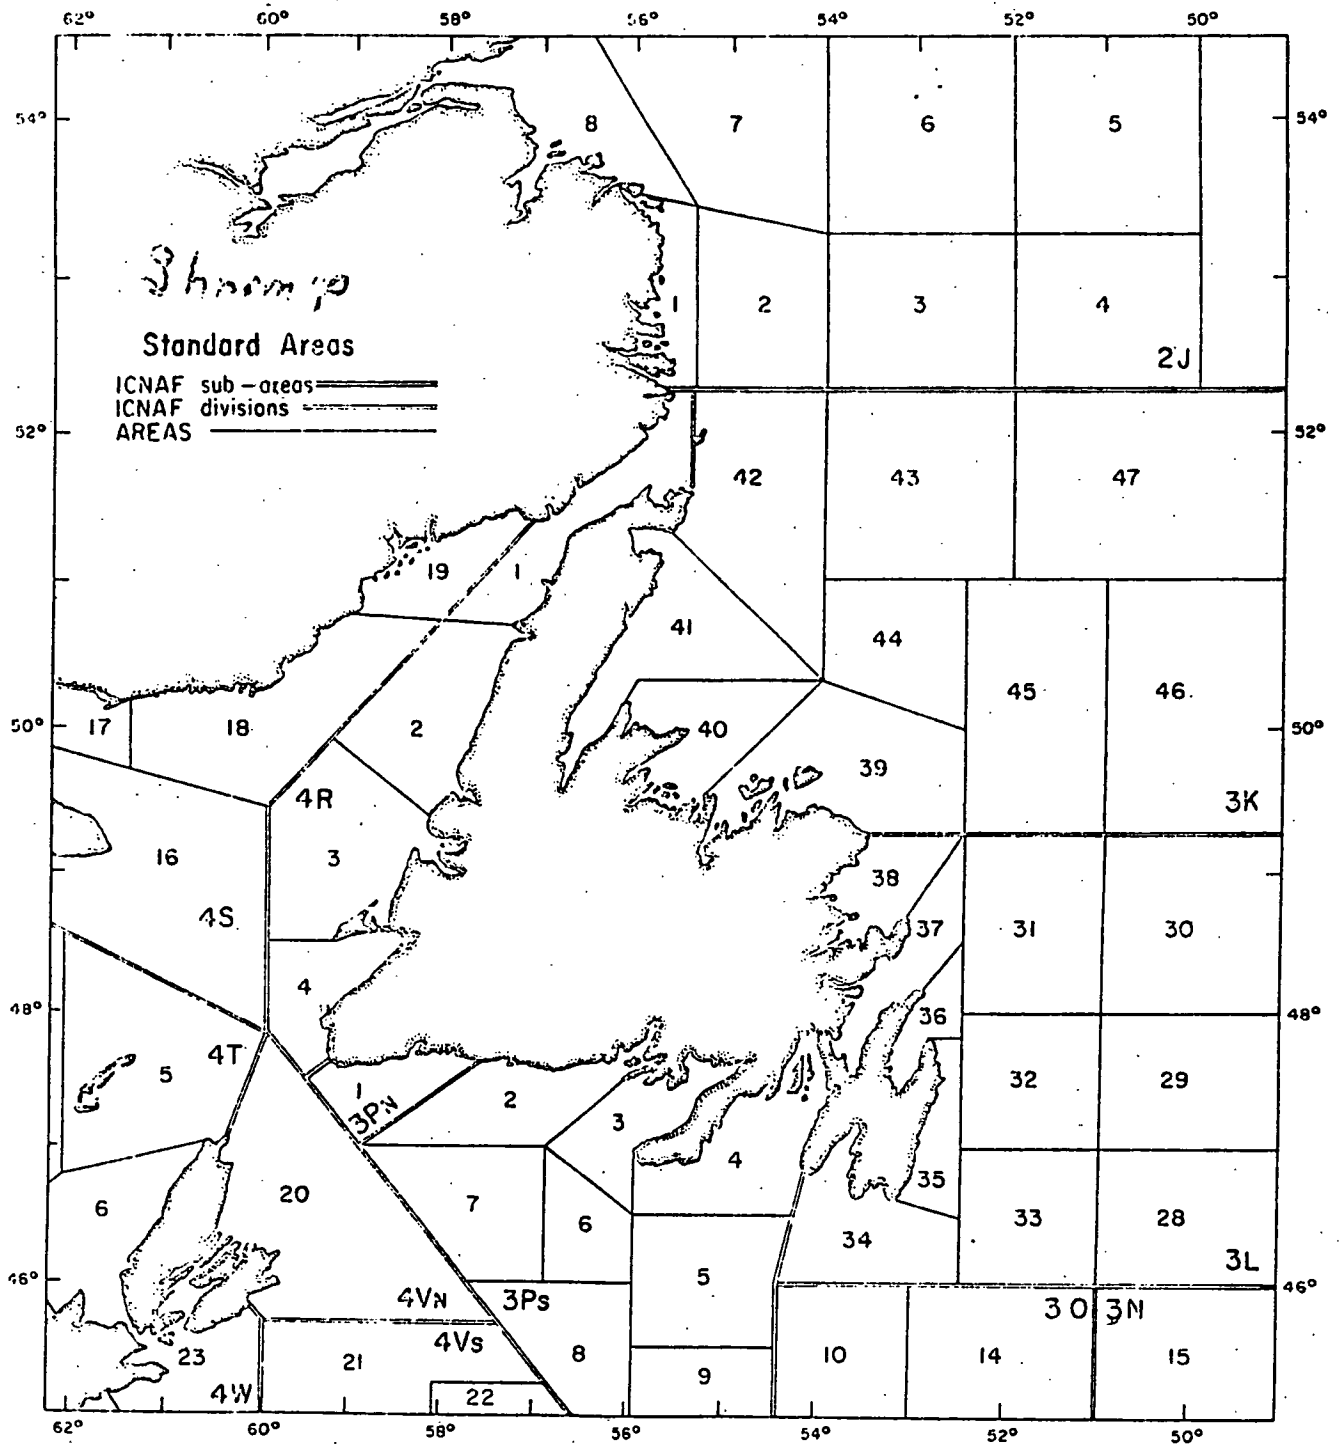 62° 60° 58° 56° 54° 52° 50°
54° 8 7 6 5 54°
Shrimp
1 2 3 4
Standard Areas
2J
ICNAF sub-areas
ICNAF divisions
AREAS
52° 52°
42 43 47
19 1
41 44
45 46
17 18 2 40
50° 50°
39
4R 3K
16 3
38
4S 37 31 30
4
48° 36 48°
4T
5 32 29
1 2
3PN 3
4
20 35
6 7 6 33 28
34
5 3L
46° 46°
4VN 3Ps 3O 3N
4Vs
23 21 8 10 14 15
9
4W 22
62° 60° 58° 56° 54° 52° 50°